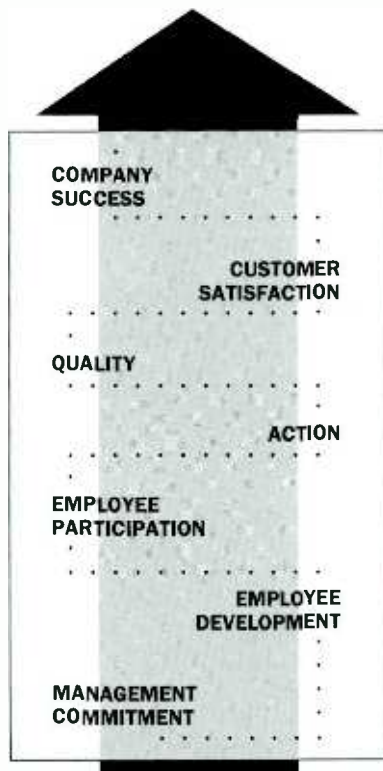 COMPANY
SUCCESS
CUSTOMER
SATISFACTION
QUALITY
ACTION
EMPLOYEE
PARTICIPATION
EMPLOYEE
DEVELOPMENT
MANAGEMENT
COMMITMENT